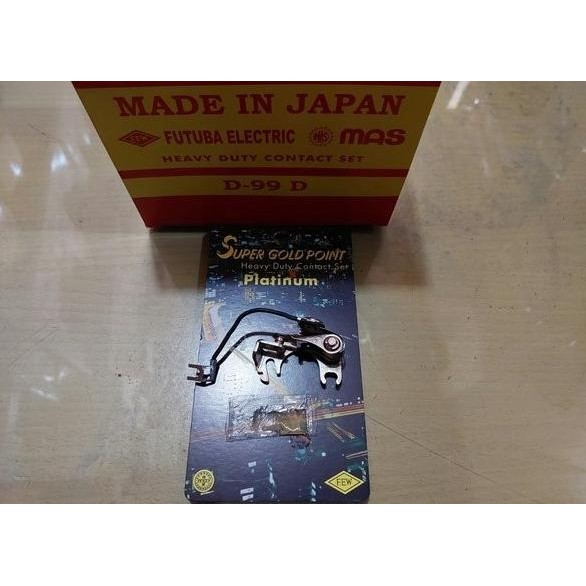 MADE IN JAPAN
FEW FUTUBA ELECTRIC MAS
HEAVY DUTY CONTACT SET
D-99 D
SUPER GOLD POINT
Heavy Duty Contact Set
Platinum
FEW